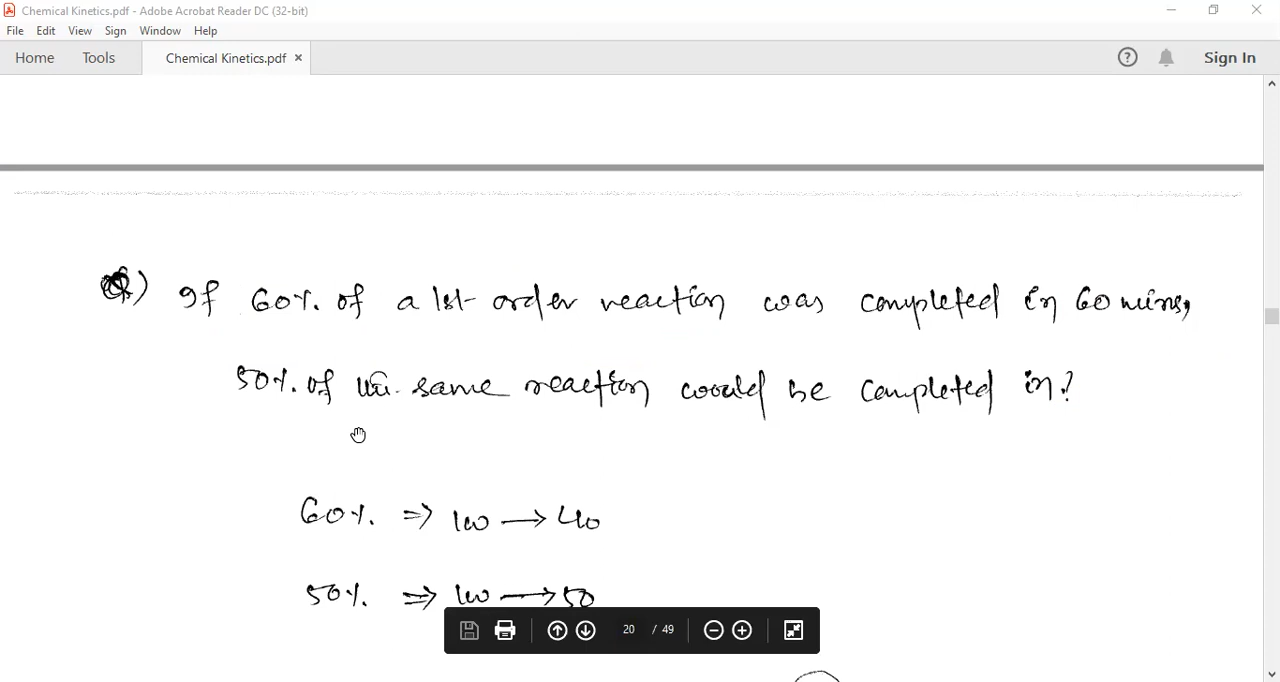 Chemical Kinetics.pdf - Adobe Acrobat Reader DC (32-bit)
File Edit View Sign Window Help
Home Tools Chemical Kinetics.pdf × ? Sign In
Q) If 60% of a 1st order reaction was completed in 60 mins,
50% of the same reaction would be completed in?
60% ⇒ 100 → 40
50% ⇒ 100 → 50
20 / 49